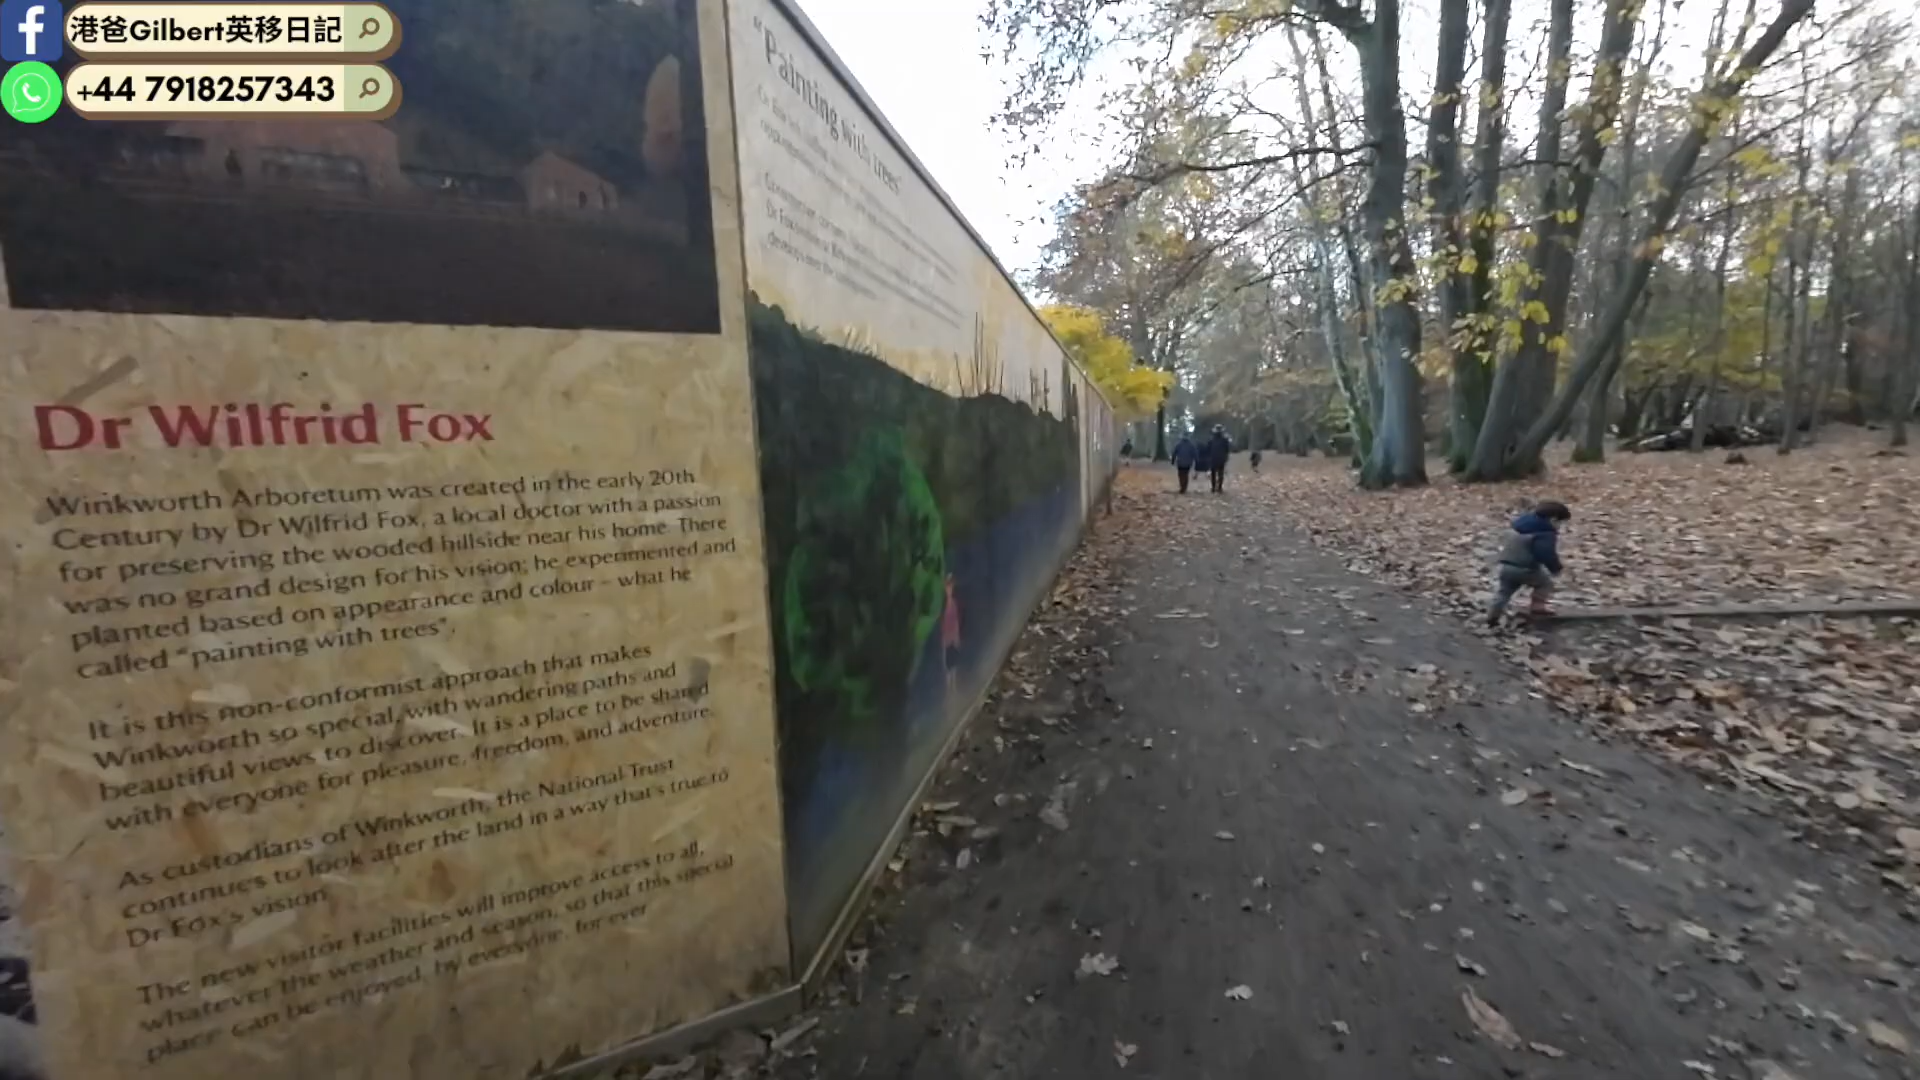 港爸Gilbert英移日記
+44 7918257343
Dr Wilfrid Fox
Winkworth Arboretum was created in the early 20th
Century by Dr Wilfrid Fox, a local doctor with a passion
for preserving the wooded hillside near his home. There
was no grand design for his vision; he experimented and
planted based on appearance and colour – what he
called "painting with trees".
It is this non-conformist approach that makes
Winkworth so special, with wandering paths and
beautiful views to discover. It is a place to be shared
with everyone for pleasure, freedom, and adventure.
As custodians of Winkworth, the National Trust
continues to look after the land in a way that's true to
Dr Fox's vision.
The new visitor facilities will improve access to all,
whatever the weather and season, so that this special
place can be enjoyed, by everyone, for ever
"Painting with trees"